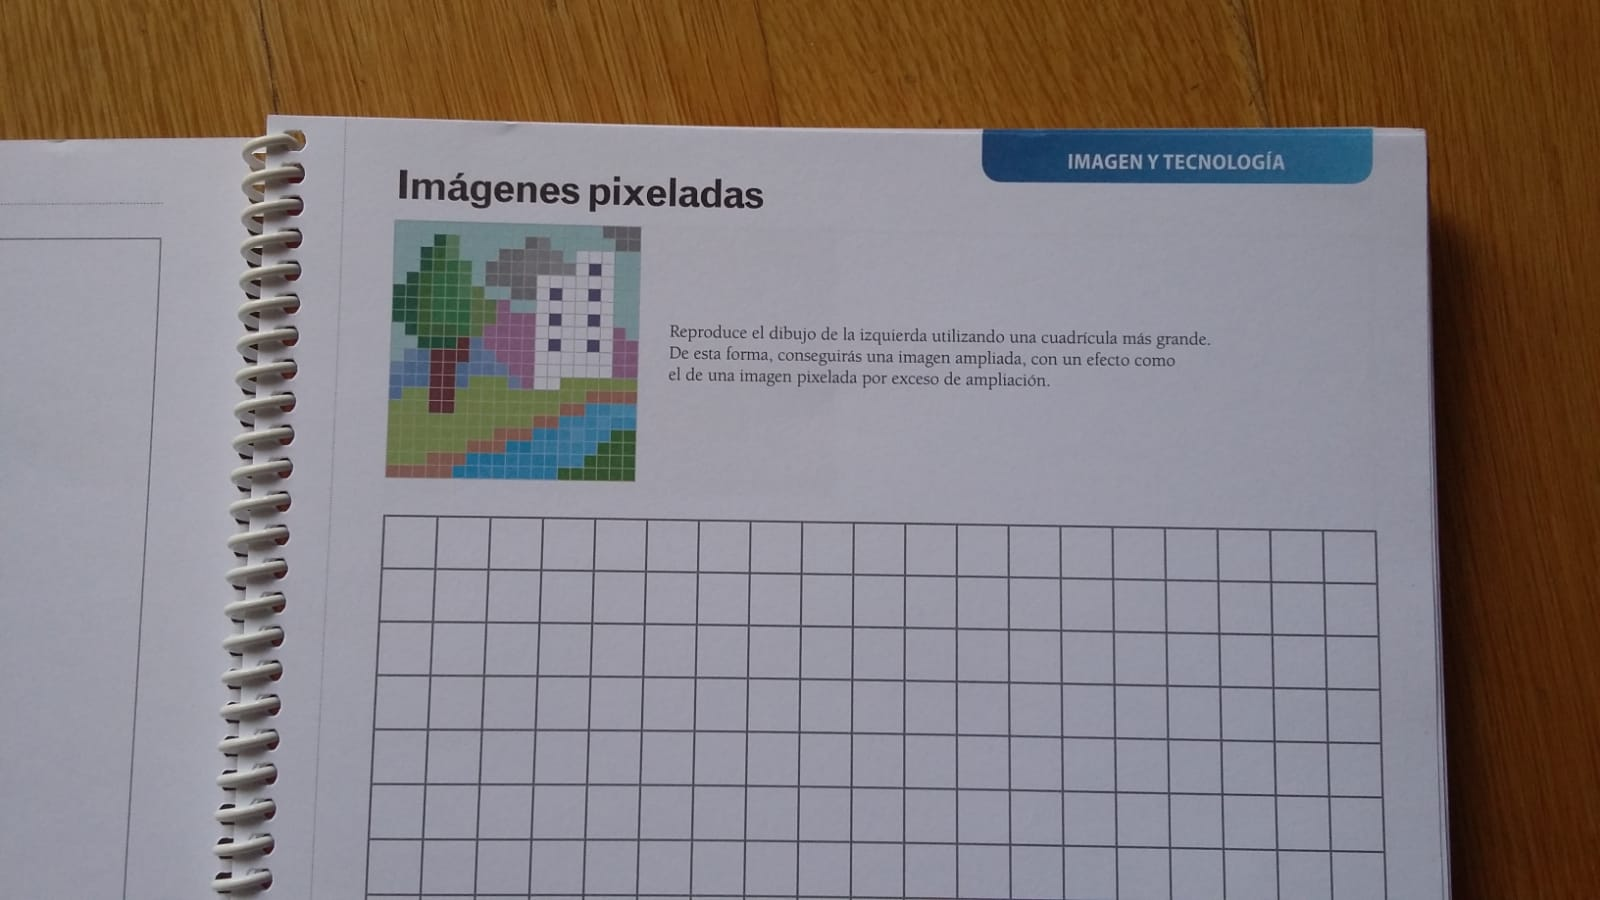 IMAGEN Y TECNOLOGÍA
Imágenes pixeladas
Reproduce el dibujo de la izquierda utilizando una cuadrícula más grande.
De esta forma, conseguirás una imagen ampliada, con un efecto como
el de una imagen pixelada por exceso de ampliación.